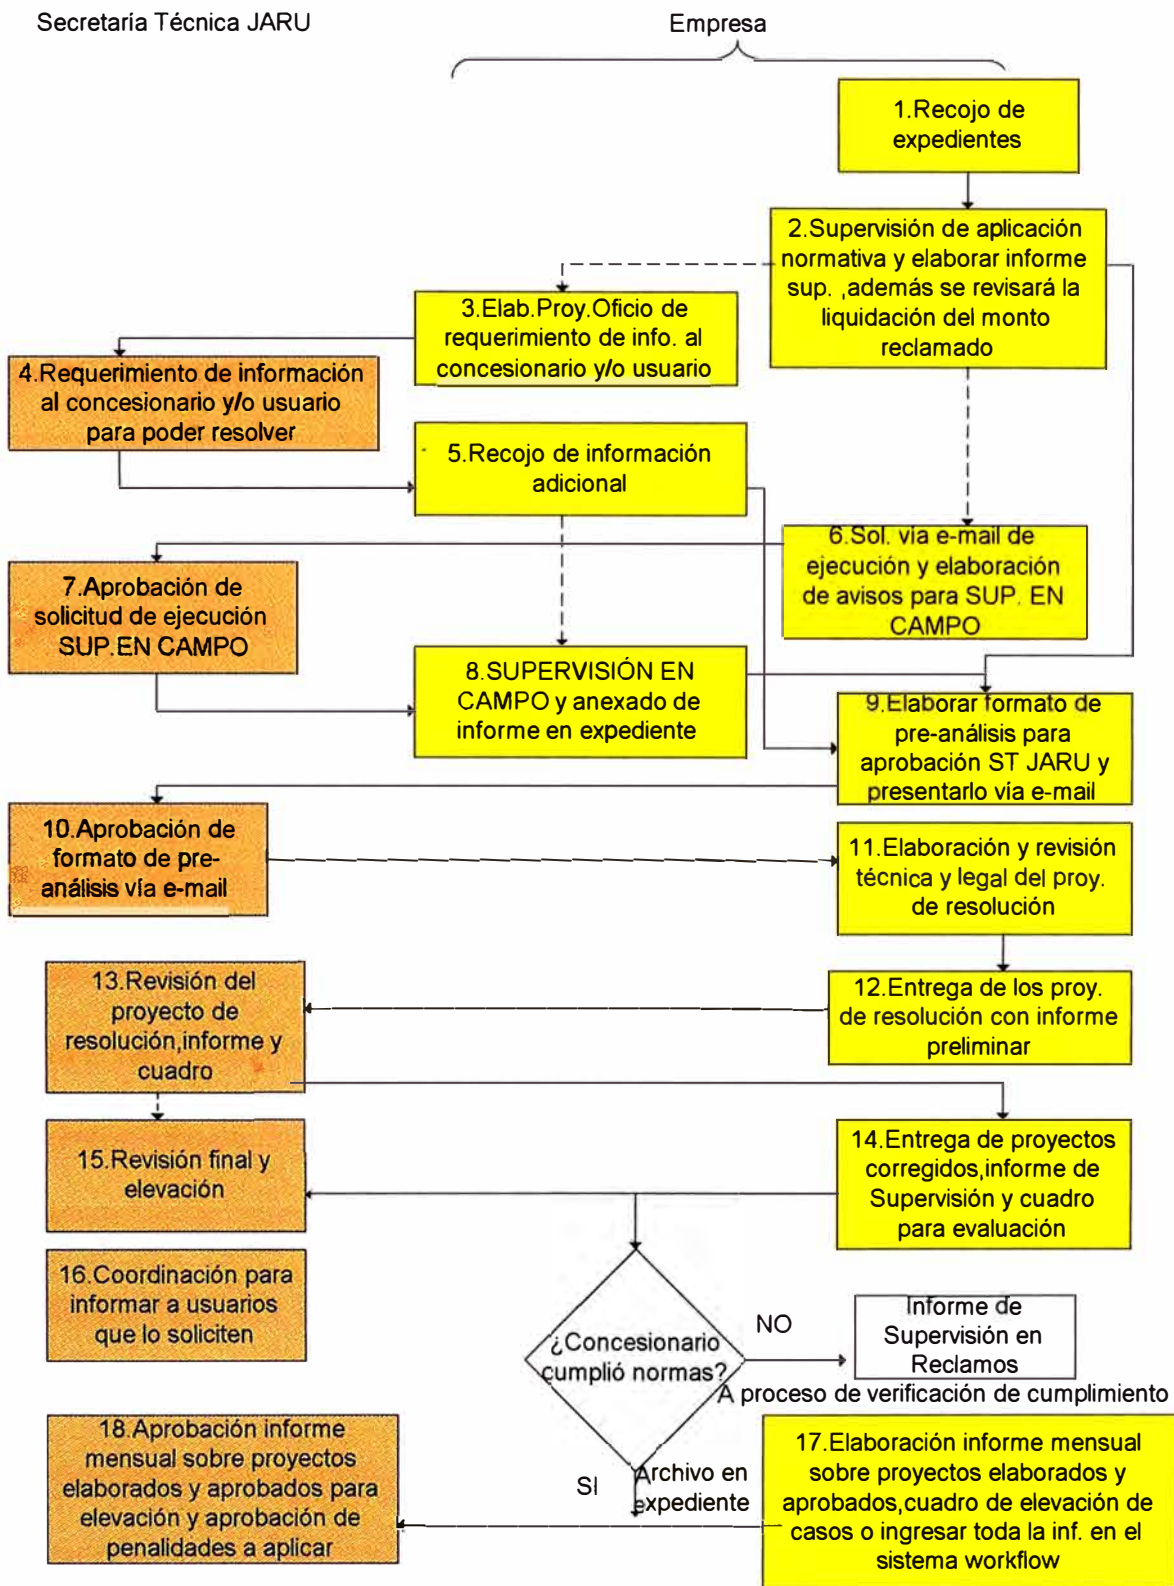 Secretaría Técnica JARU
Empresa
1.Recojo de
expedientes
2.Supervisión de aplicación
normativa y elaborar informe
sup. ,además se revisará la
liquidación del monto
reclamado
3.Elab.Proy.Oficio de
requerimiento de info. al
concesionario y/o usuario
4.Requerimiento de información
al concesionario y/o usuario
para poder resolver
5.Recojo de información
adicional
6.Sol. vía e-mail de
ejecución y elaboración
de avisos para SUP. EN
CAMPO
7.Aprobación de
solicitud de ejecución
SUP.EN CAMPO
8.SUPERVISIÓN EN
CAMPO y anexado de
informe en expediente
9.Elaborar formato de
pre-análisis para
aprobación ST JARU y
presentarlo vía e-mail
10.Aprobación de
formato de pre-
análisis vía e-mail
11.Elaboración y revisión
técnica y legal del proy.
de resolución
12.Entrega de los proy.
de resolución con informe
preliminar
13.Revisión del
proyecto de
resolución,informe y
cuadro
14.Entrega de proyectos
corregidos,informe de
Supervisión y cuadro
para evaluación
15.Revisión final y
elevación
16.Coordinación para
informar a usuarios
que lo soliciten
¿Concesionario
cumplió normas?
NO
Informe de
Supervisión en
Reclamos
A proceso de verificación de cumplimiento
SI
Archivo en
expediente
17.Elaboración informe mensual
sobre proyectos elaborados y
aprobados,cuadro de elevación de
casos o ingresar toda la inf. en el
sistema workflow
18.Aprobación informe
mensual sobre proyectos
elaborados y aprobados para
elevación y aprobación de
penalidades a aplicar